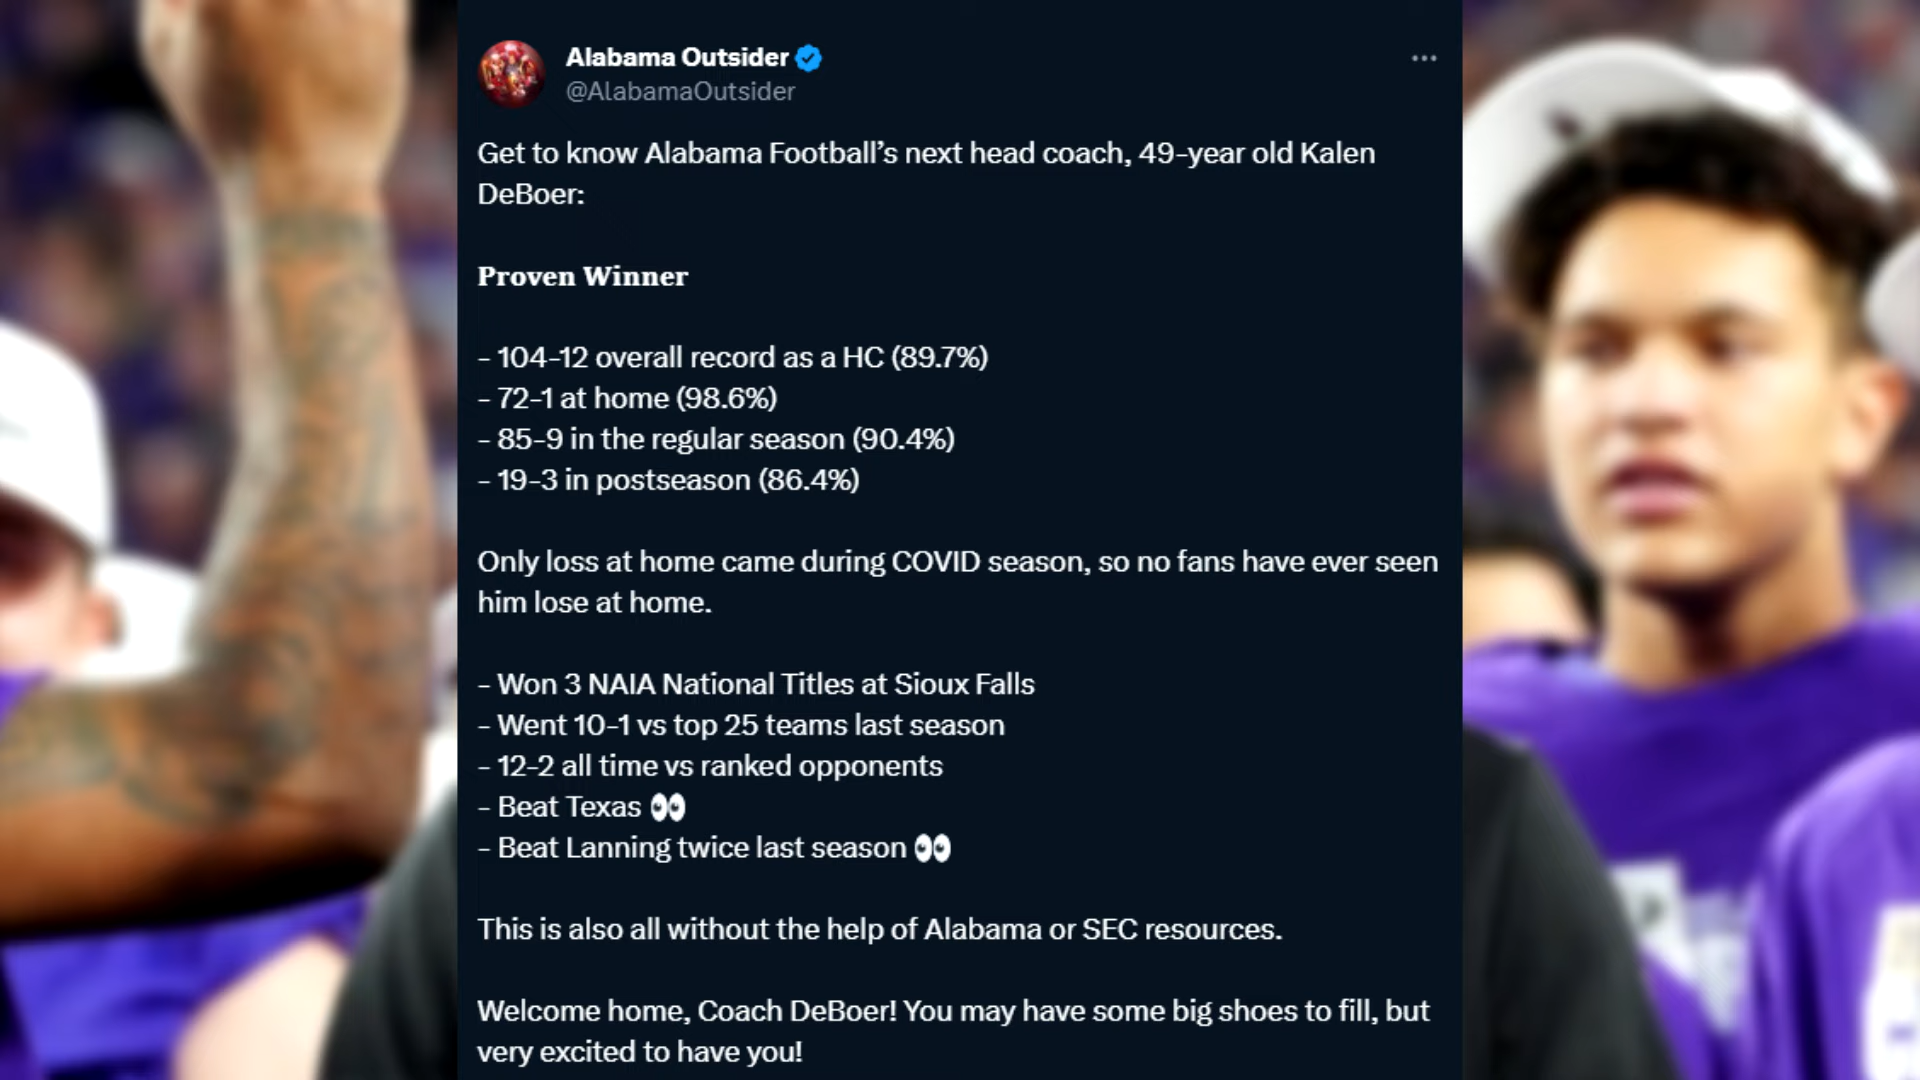 Alabama Outsider
@AlabamaOutsider
Get to know Alabama Football’s next head coach, 49-year old Kalen
DeBoer:
Proven Winner
- 104-12 overall record as a HC (89.7%)
- 72-1 at home (98.6%)
- 85-9 in the regular season (90.4%)
- 19-3 in postseason (86.4%)
Only loss at home came during COVID season, so no fans have ever seen
him lose at home.
- Won 3 NAIA National Titles at Sioux Falls
- Went 10-1 vs top 25 teams last season
- 12-2 all time vs ranked opponents
- Beat Texas 👀
- Beat Lanning twice last season 👀
This is also all without the help of Alabama or SEC resources.
Welcome home, Coach DeBoer! You may have some big shoes to fill, but
very excited to have you!